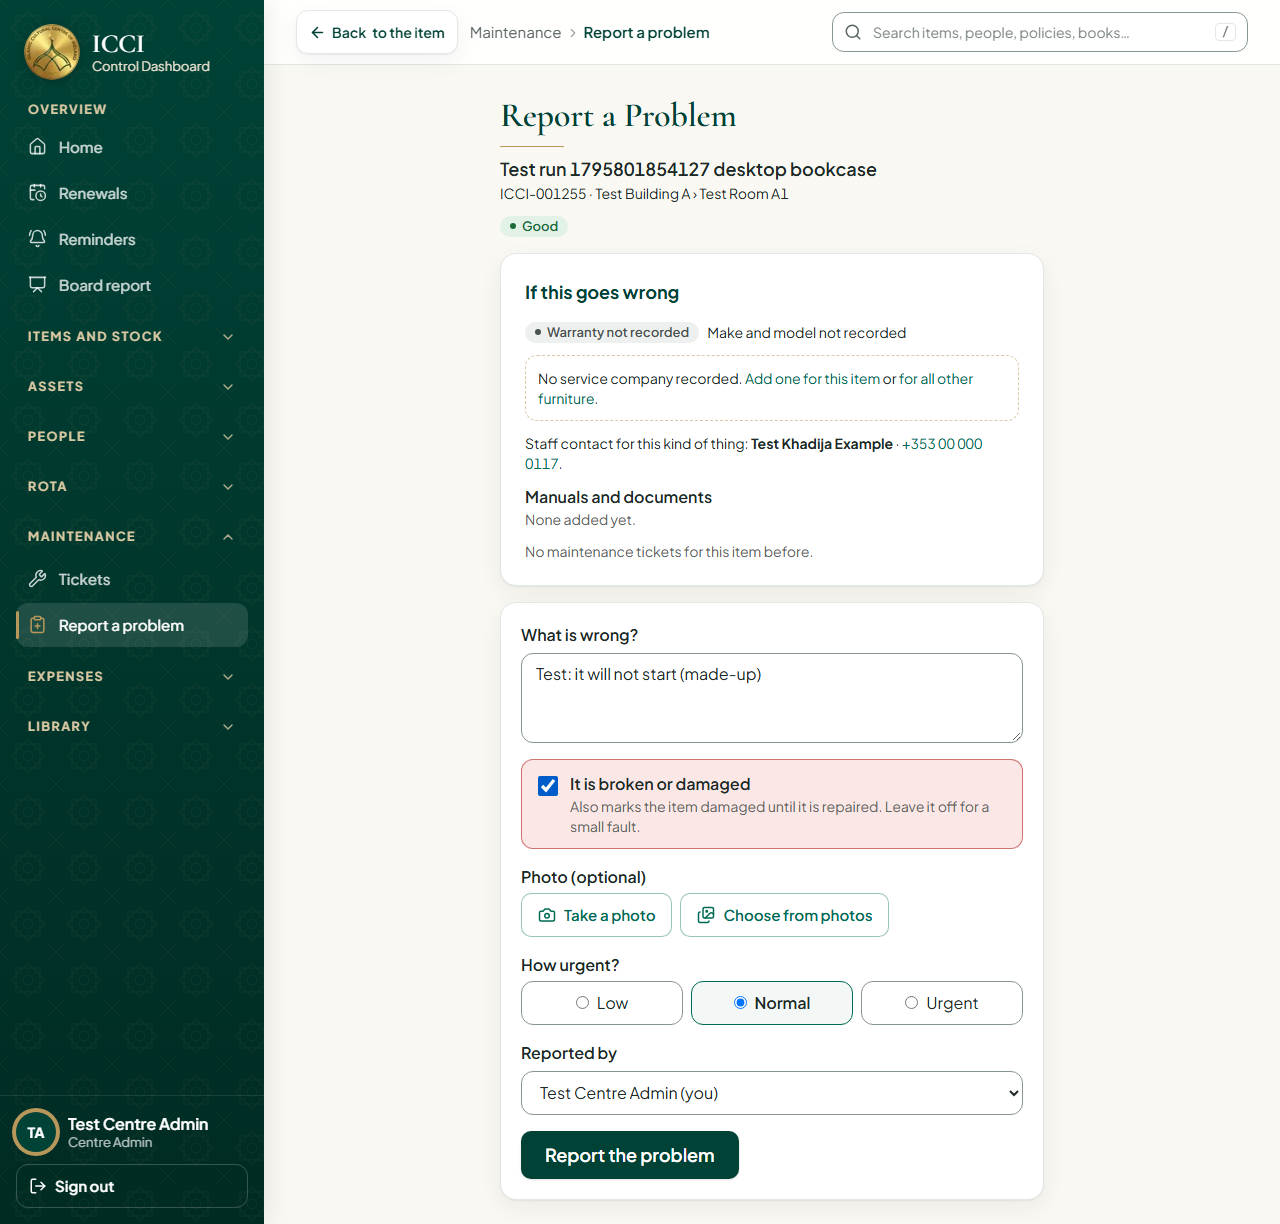 ICCI
Control Dashboard
OVERVIEW
Home
Renewals
Reminders
Board report
ITEMS AND STOCK
ASSETS
PEOPLE
ROTA
MAINTENANCE
Tickets
Report a problem
EXPENSES
LIBRARY
TA
Test Centre Admin
Centre Admin
Sign out
Back to the item
Maintenance › Report a problem
Search items, people, policies, books…
/
Report a Problem
Test run 1795801854127 desktop bookcase
ICCI-001255 · Test Building A › Test Room A1
Good
If this goes wrong
Warranty not recorded Make and model not recorded
No service company recorded. Add one for this item or for all other
furniture.
Staff contact for this kind of thing: Test Khadija Example · +353 00 000
0117.
Manuals and documents
None added yet.
No maintenance tickets for this item before.
What is wrong?
Test: it will not start (made-up)
It is broken or damaged
Also marks the item damaged until it is repaired. Leave it off for a
small fault.
Photo (optional)
Take a photo
Choose from photos
How urgent?
Low
Normal
Urgent
Reported by
Test Centre Admin (you)
Report the problem